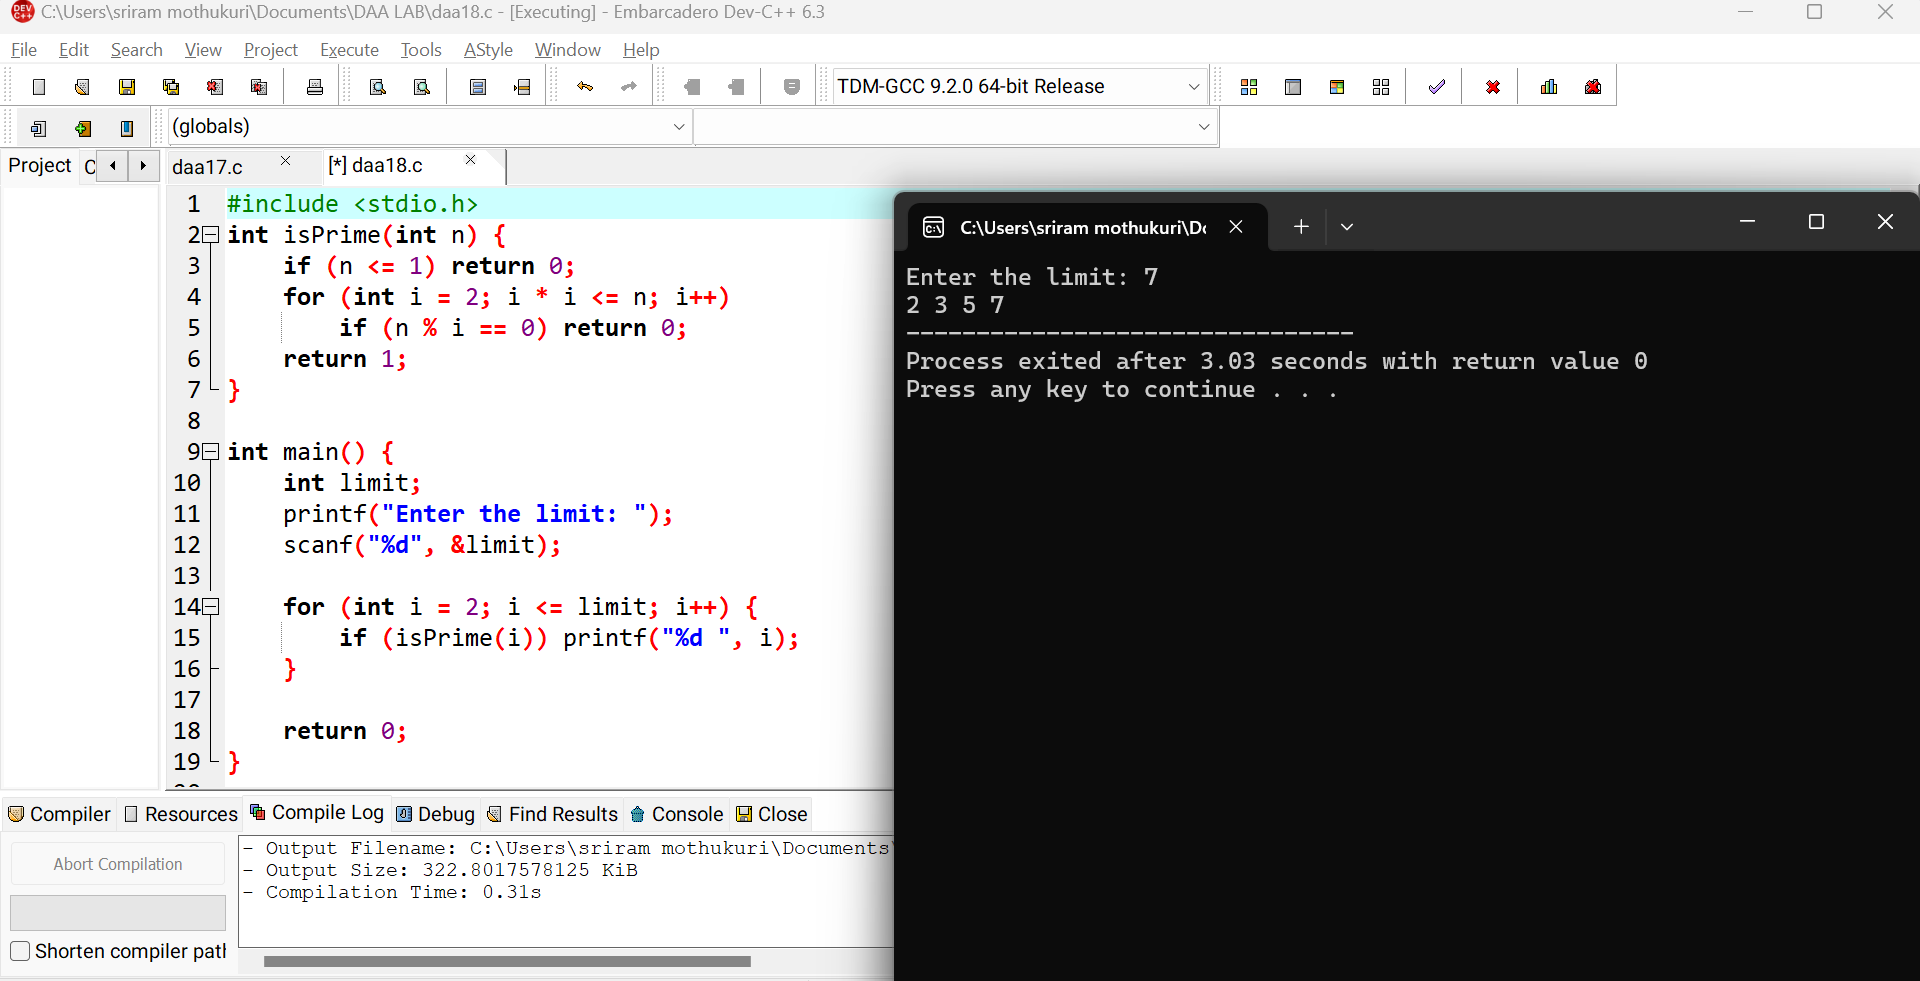 C:\Users\sriram mothukuri\Documents\DAA LAB\daa18.c - [Executing] - Embarcadero Dev-C++ 6.3
File Edit Search View Project Execute Tools AStyle Window Help
TDM-GCC 9.2.0 64-bit Release
(globals)
Project C daa17.c [*] daa18.c
1 #include <stdio.h>
2 int isPrime(int n) {
3 if (n <= 1) return 0;
4 for (int i = 2; i * i <= n; i++)
5 if (n % i == 0) return 0;
6 return 1;
7 }
8
9 int main() {
10 int limit;
11 printf("Enter the limit: ");
12 scanf("%d", &limit);
13
14 for (int i = 2; i <= limit; i++) {
15 if (isPrime(i)) printf("%d ", i);
16 }
17
18 return 0;
19 }
C:\Users\sriram mothukuri\D
Enter the limit: 7
2 3 5 7
--------------------------------
Process exited after 3.03 seconds with return value 0
Press any key to continue . . .
Compiler Resources Compile Log Debug Find Results Console Close
Abort Compilation
Shorten compiler path
- Output Filename: C:\Users\sriram mothukuri\Documents\
- Output Size: 322.8017578125 KiB
- Compilation Time: 0.31s